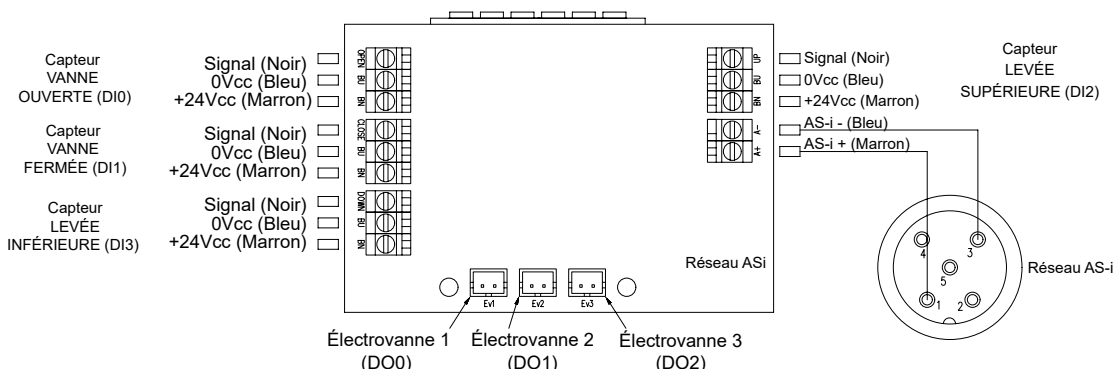 Capteur
VANNE
OUVERTE (DI0)
Signal (Noir)
0Vcc (Bleu)
+24Vcc (Marron)
OPEN
BU
BN
Capteur
VANNE
FERMÉE (DI1)
Signal (Noir)
0Vcc (Bleu)
+24Vcc (Marron)
CLOSE
BU
BN
Capteur
LEVÉE
INFÉRIEURE (DI3)
Signal (Noir)
0Vcc (Bleu)
+24Vcc (Marron)
DOWN
BU
BN
UP
BU
BN
Signal (Noir)
0Vcc (Bleu)
+24Vcc (Marron)
Capteur
LEVÉE
SUPÉRIEURE (DI2)
A-
A+
AS-i - (Bleu)
AS-i + (Marron)
Réseau ASi
4
3
5
1
2
Réseau AS-i
Ev1
Ev2
Ev3
Électrovanne 1
(DO0)
Électrovanne 2
(DO1)
Électrovanne 3
(DO2)